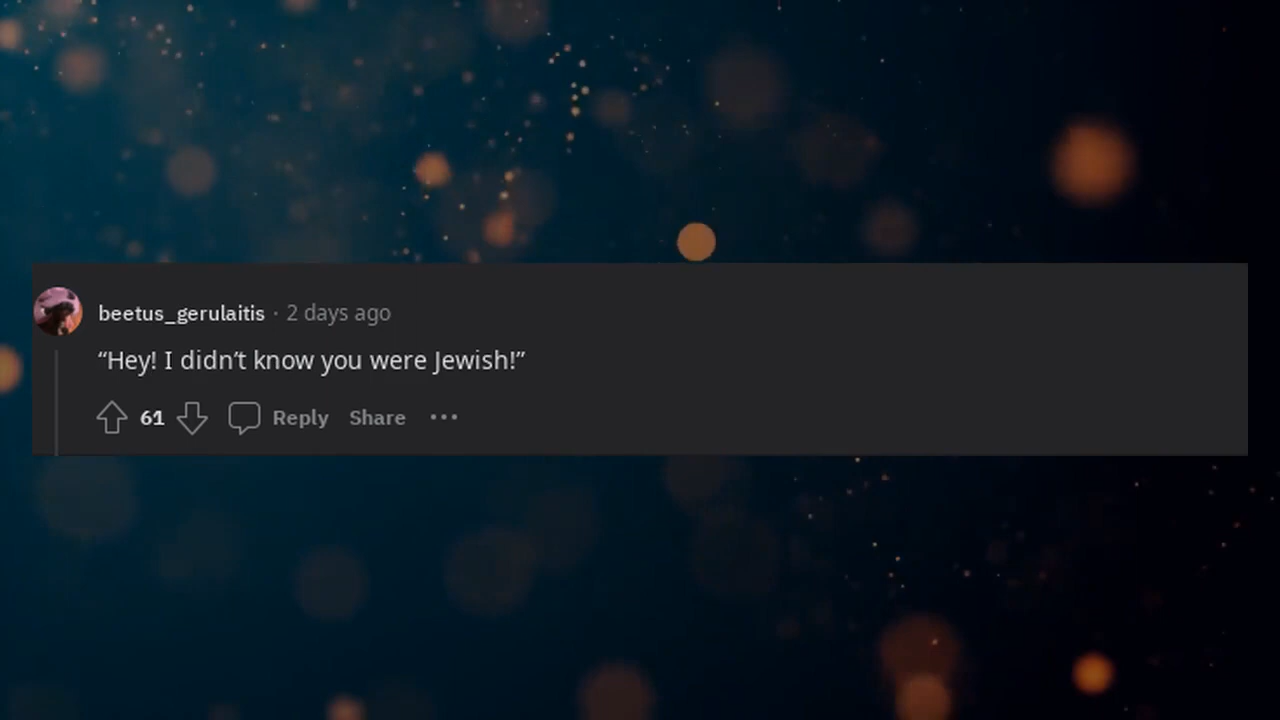 beetus_gerulaitis · 2 days ago
“Hey! I didn’t know you were Jewish!”
61 Reply Share ···